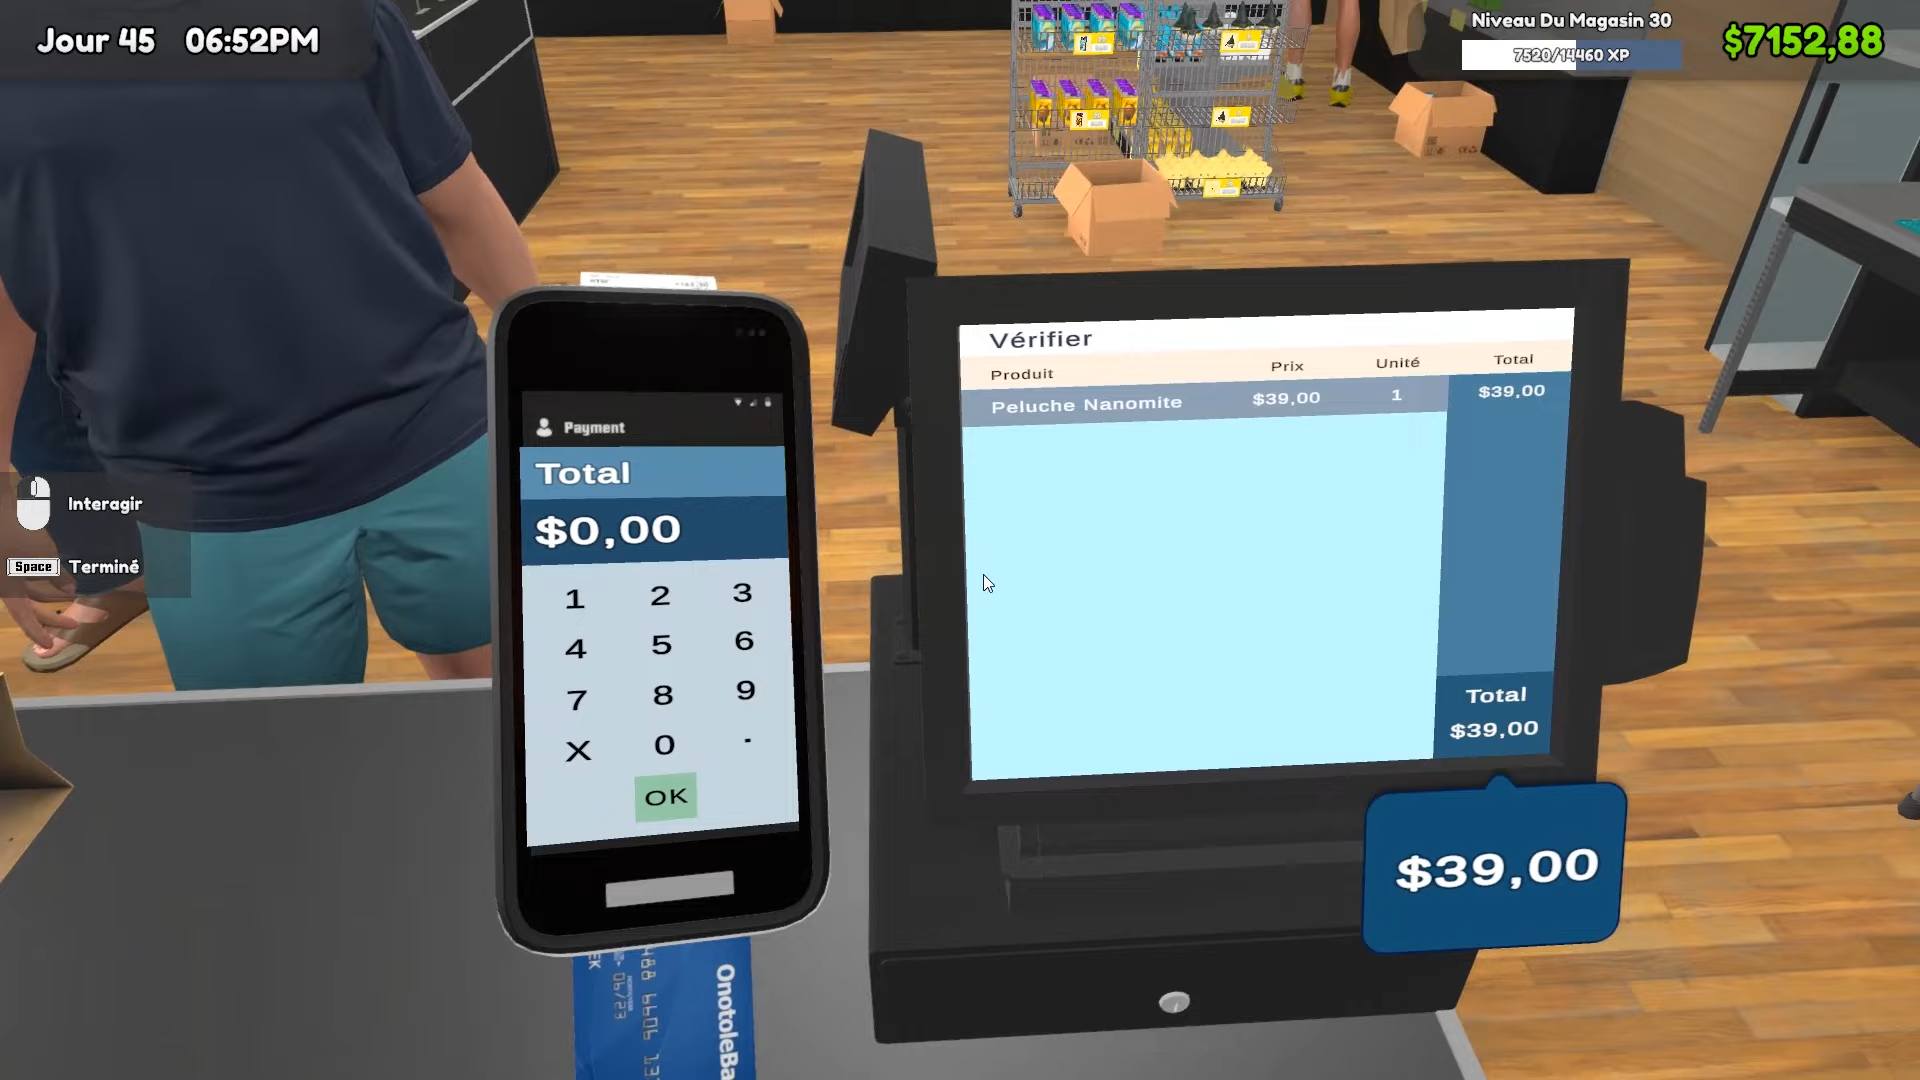 Jour 45 06:52PM
Niveau Du Magasin 30
7520/14460 XP
$7152,88
Interagir
Space Terminé
Payment
Total
$0,00
1 2 3
4 5 6
7 8 9
X 0 .
OK
Vérifier
Produit Prix Unité Total
Peluche Nanomite $39,00 1 $39,00
Total
$39,00
$39,00
OnotoleBa